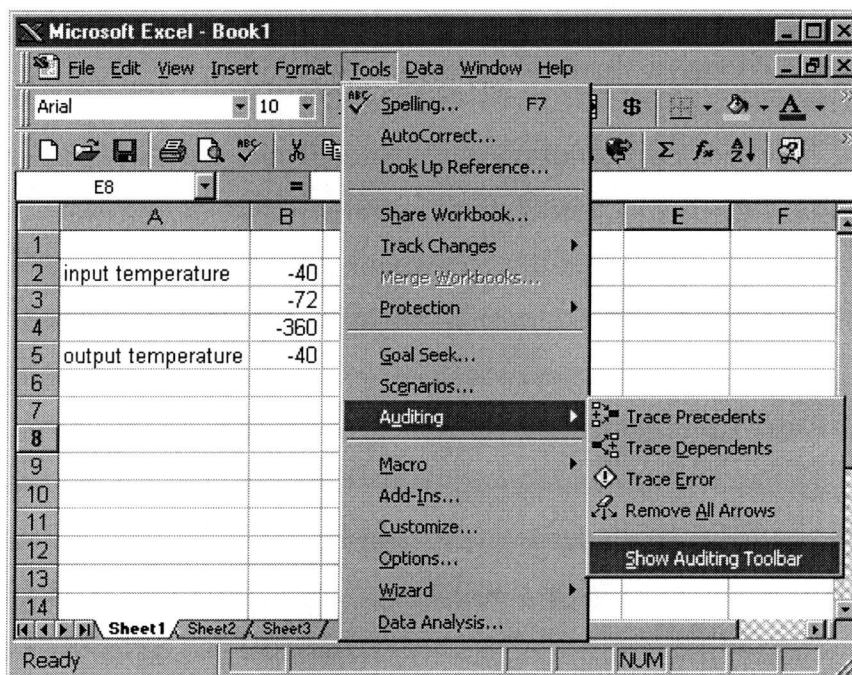 Microsoft Excel - Book1
File Edit View Insert Format Tools Data Window Help
Arial 10 $ A
ABC Σ fx A Z
E8 =
A B E F
1
2 input temperature -40
3 -72
4 -360
5 output temperature -40
6
7
8
9
10
11
12
13
14
ABC Spelling... F7
AutoCorrect...
Look Up Reference...
Share Workbook...
Track Changes
Merge Workbooks...
Protection
Goal Seek...
Scenarios...
Auditing
Macro
Add-Ins...
Customize...
Options...
Wizard
Data Analysis...
Trace Precedents
Trace Dependents
Trace Error
Remove All Arrows
Show Auditing Toolbar
Sheet1 Sheet2 Sheet3
Ready NUM